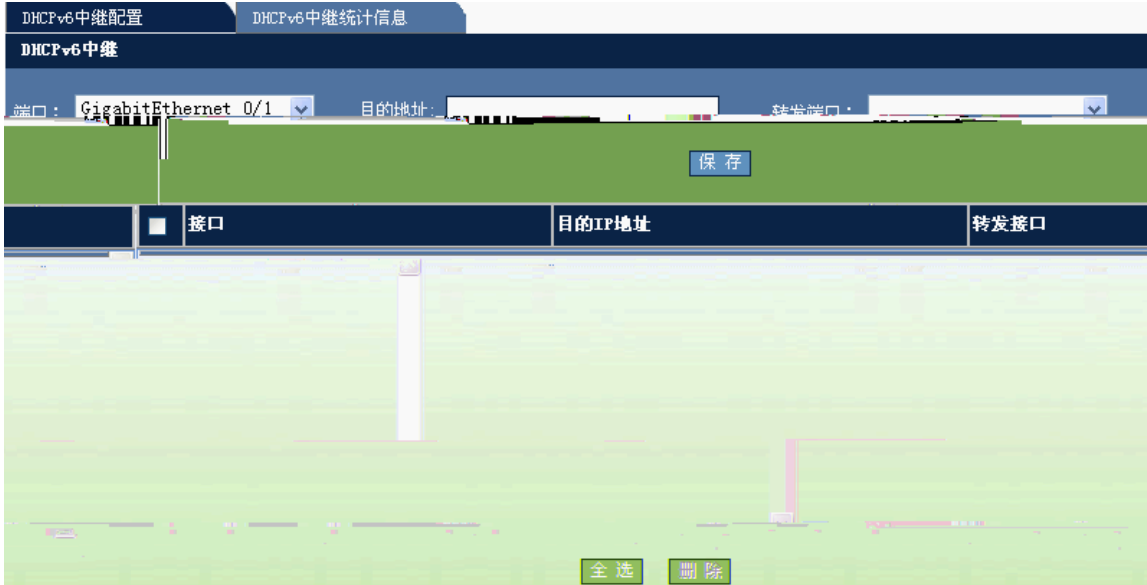 DHCPv6中继配置
DHCPv6中继统计信息
DHCPv6中继
端口： GigabitEthernet 0/1 目的地址: 转发端口：
保 存
接口 目的IP地址 转发接口
全 选 删 除